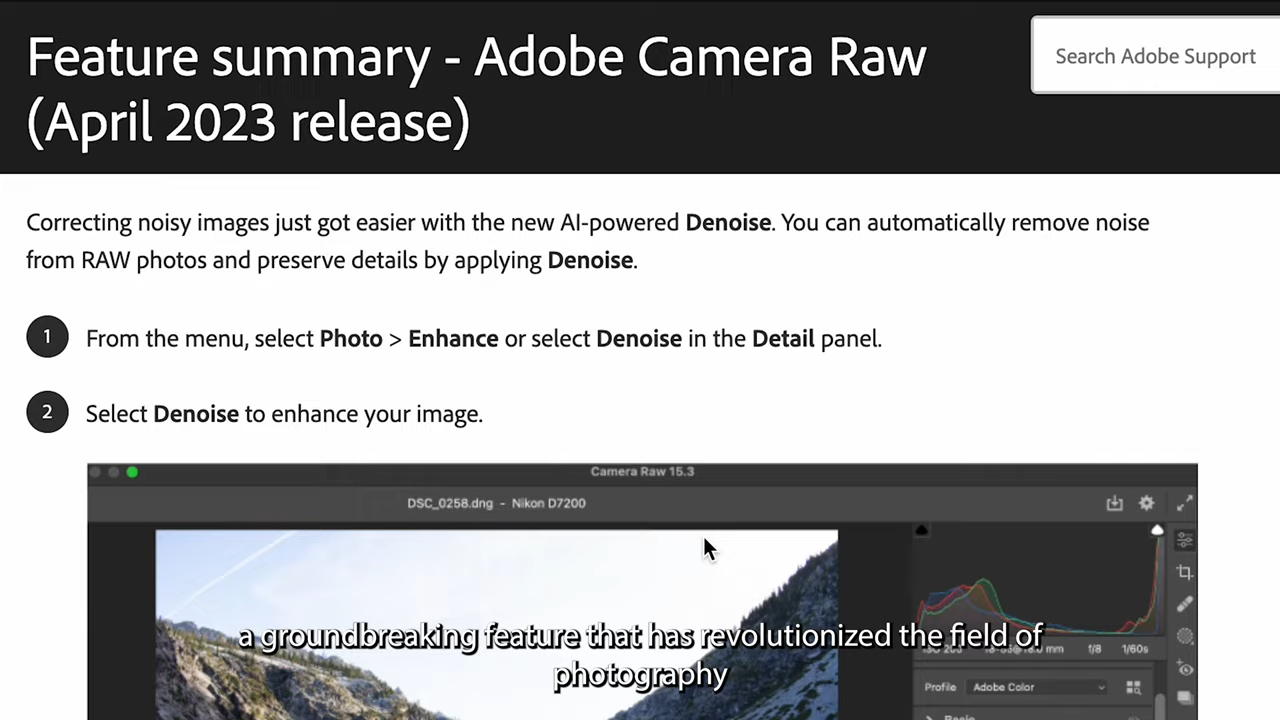 Feature summary - Adobe Camera Raw
(April 2023 release)
Search Adobe Support
Correcting noisy images just got easier with the new AI-powered Denoise. You can automatically remove noise
from RAW photos and preserve details by applying Denoise.
1 From the menu, select Photo > Enhance or select Denoise in the Detail panel.
2 Select Denoise to enhance your image.
Camera Raw 15.3
DSC_0258.dng - Nikon D7200
a groundbreaking feature that has revolutionized the field of
photography
f/8 1/60s
Profile Adobe Color
Basic